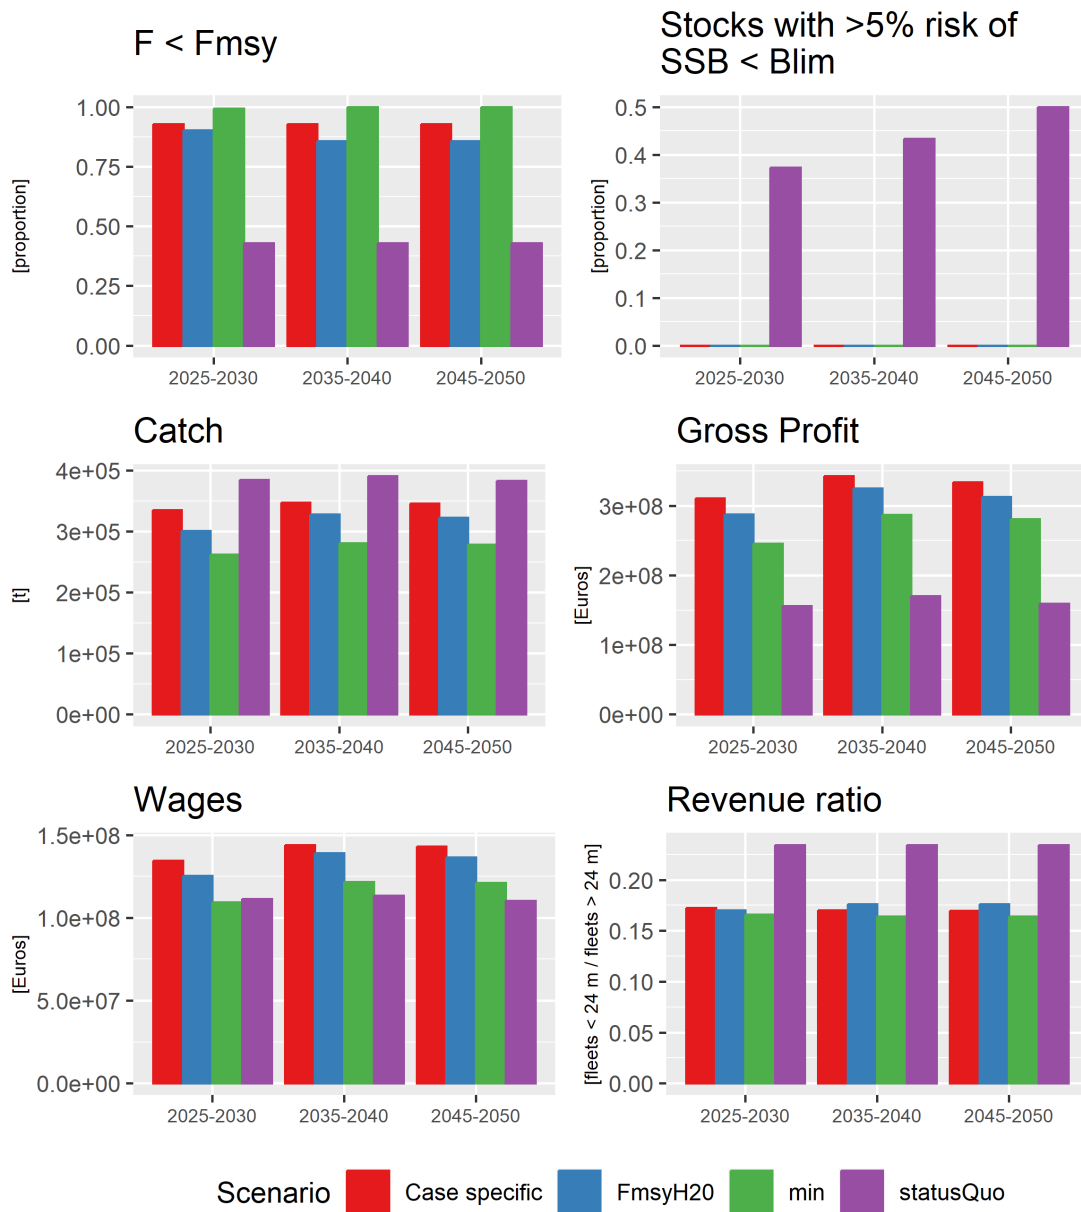 F < Fmsy
[proportion]
1.00
0.75
0.50
0.25
0.00
2025-2030 2035-2040 2045-2050
Stocks with >5% risk of
SSB < Blim
[proportion]
0.5
0.4
0.3
0.2
0.1
0.0
2025-2030 2035-2040 2045-2050
Catch
[t]
4e+05
3e+05
2e+05
1e+05
0e+00
2025-2030 2035-2040 2045-2050
Gross Profit
[Euros]
3e+08
2e+08
1e+08
0e+00
2025-2030 2035-2040 2045-2050
Wages
[Euros]
1.5e+08
1.0e+08
5.0e+07
0.0e+00
2025-2030 2035-2040 2045-2050
Revenue ratio
[fleets < 24 m / fleets > 24 m]
0.20
0.15
0.10
0.05
0.00
2025-2030 2035-2040 2045-2050
Scenario Case specific FmsyH20 min statusQuo